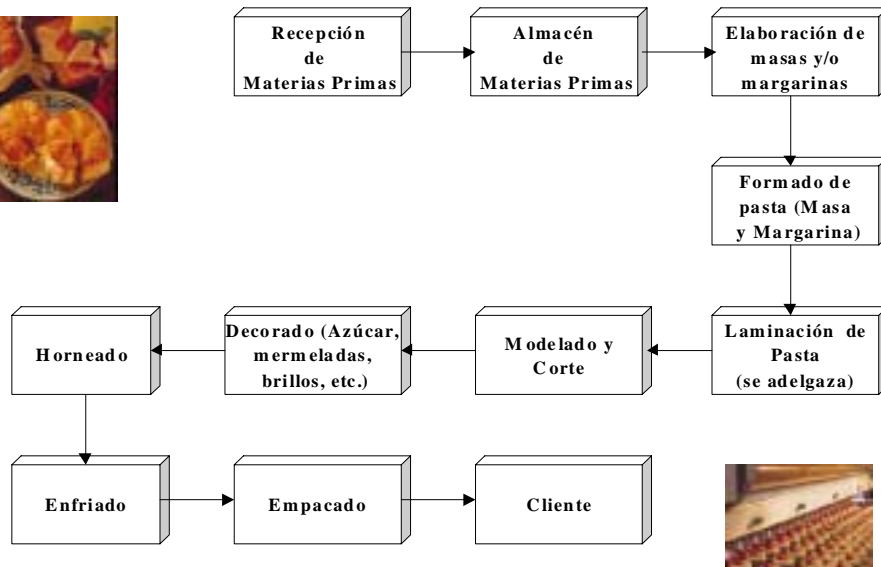 Recepción
de
Materias Primas
Almacén
de
Materias Primas
Elaboración de
masas y/o
margarinas
Formado de
pasta (Masa
y Margarina)
Laminación de
Pasta
(se adelgaza)
Modelado y
Corte
Decorado (Azúcar,
mermeladas,
brillos, etc.)
Horneado
Enfriado
Empacado
Cliente